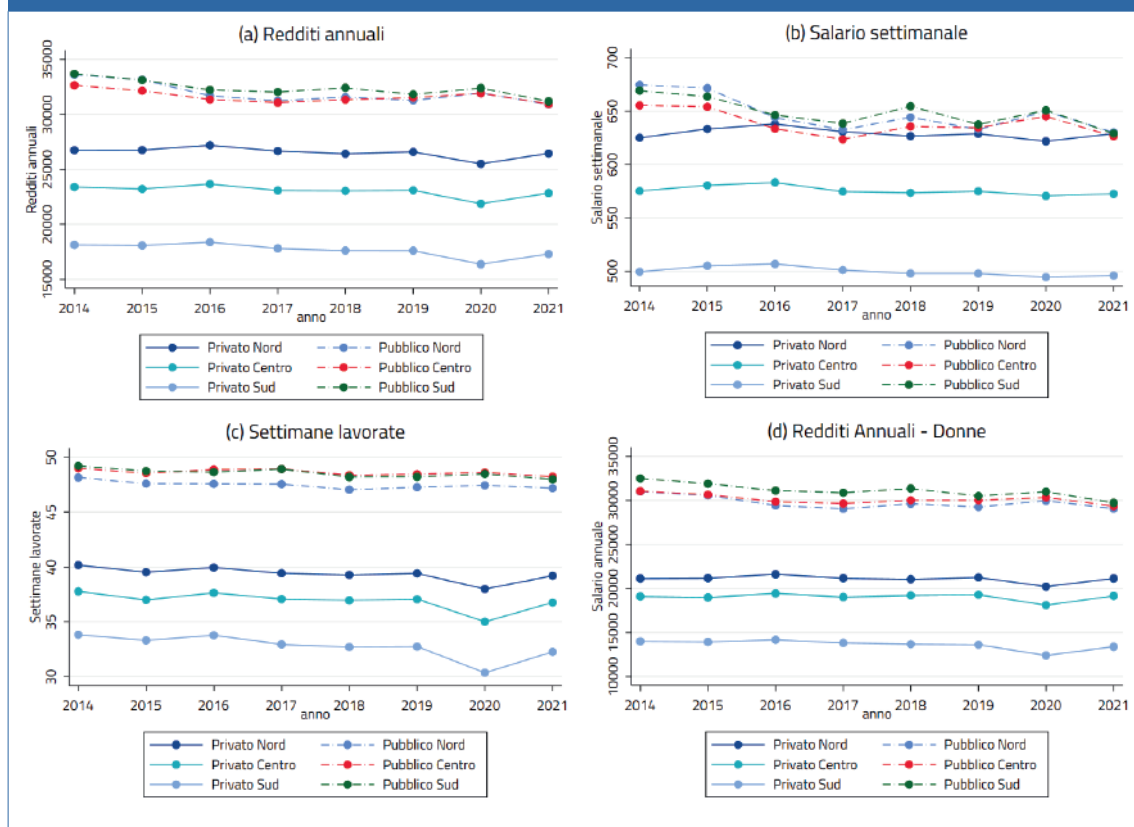 (a) Redditi annuali
Redditi annuali
35000
30000
25000
20000
15000
2014 2015 2016 2017 2018 2019 2020 2021
anno
Privato Nord Pubblico Nord
Privato Centro Pubblico Centro
Privato Sud Pubblico Sud
(b) Salario settimanale
Salario settimanale
700
650
600
550
500
2014 2015 2016 2017 2018 2019 2020 2021
anno
Privato Nord Pubblico Nord
Privato Centro Pubblico Centro
Privato Sud Pubblico Sud
(c) Settimane lavorate
Settimane lavorate
50
45
40
35
30
2014 2015 2016 2017 2018 2019 2020 2021
anno
Privato Nord Pubblico Nord
Privato Centro Pubblico Centro
Privato Sud Pubblico Sud
(d) Redditi Annuali - Donne
Salario annuale
35000
30000
25000
20000
15000
10000
2014 2015 2016 2017 2018 2019 2020 2021
anno
Privato Nord Pubblico Nord
Privato Centro Pubblico Centro
Privato Sud Pubblico Sud